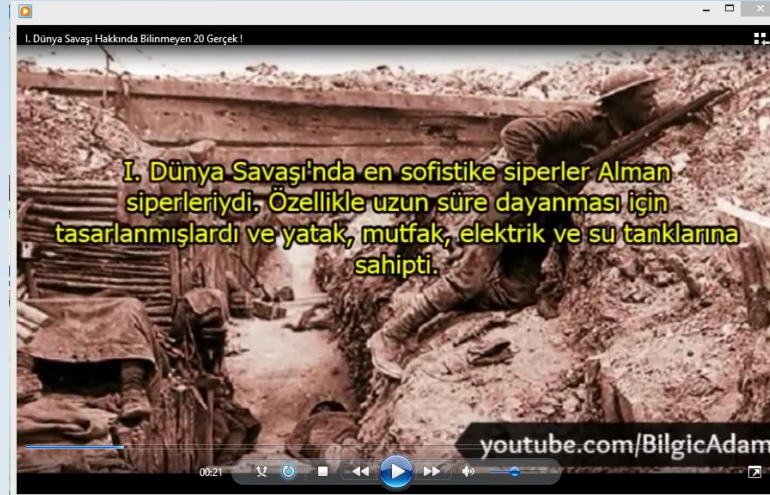 I. Dünya Savaşı Hakkında Bilinmeyen 20 Gerçek !
I. Dünya Savaşı'nda en sofistike siperler Alman
siperleriydi. Özellikle uzun süre dayanması için
tasarlanmışlardı ve yatak, mutfak, elektrik ve su tanklarına
sahipti.
youtube.com/BilgicAdam
00:21